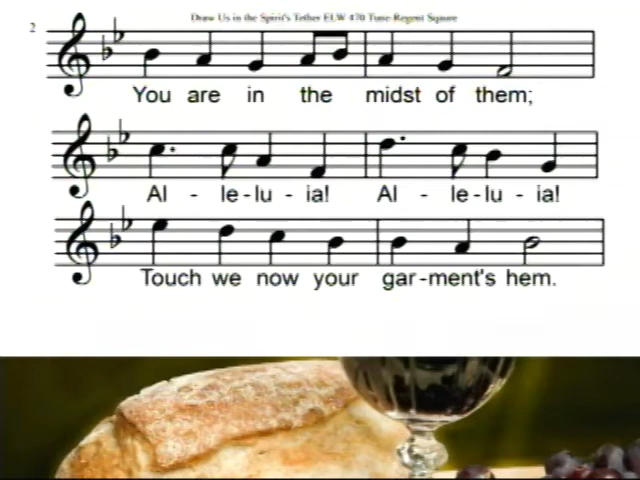 Draw Us in the Spirit's Tether ELW 470 Tune Regent Square
2
You are in the midst of them;
Al - le - lu - ia! Al - le - lu - ia!
Touch we now your gar - ment's hem.